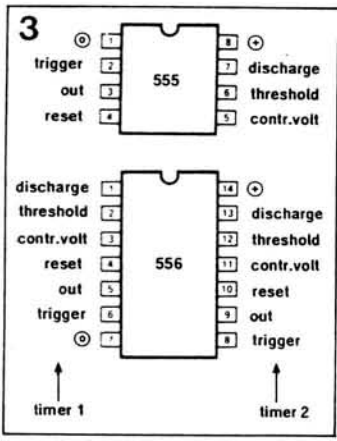 3
1 8
trigger 2 7 discharge
555
out 3 6 threshold
reset 4 5 contr.volt
discharge 1 14
threshold 2 13 discharge
contr.volt 3 12 threshold
reset 4 556 11 contr.volt
out 5 10 reset
trigger 6 9 out
7 8 trigger
timer 1 timer 2